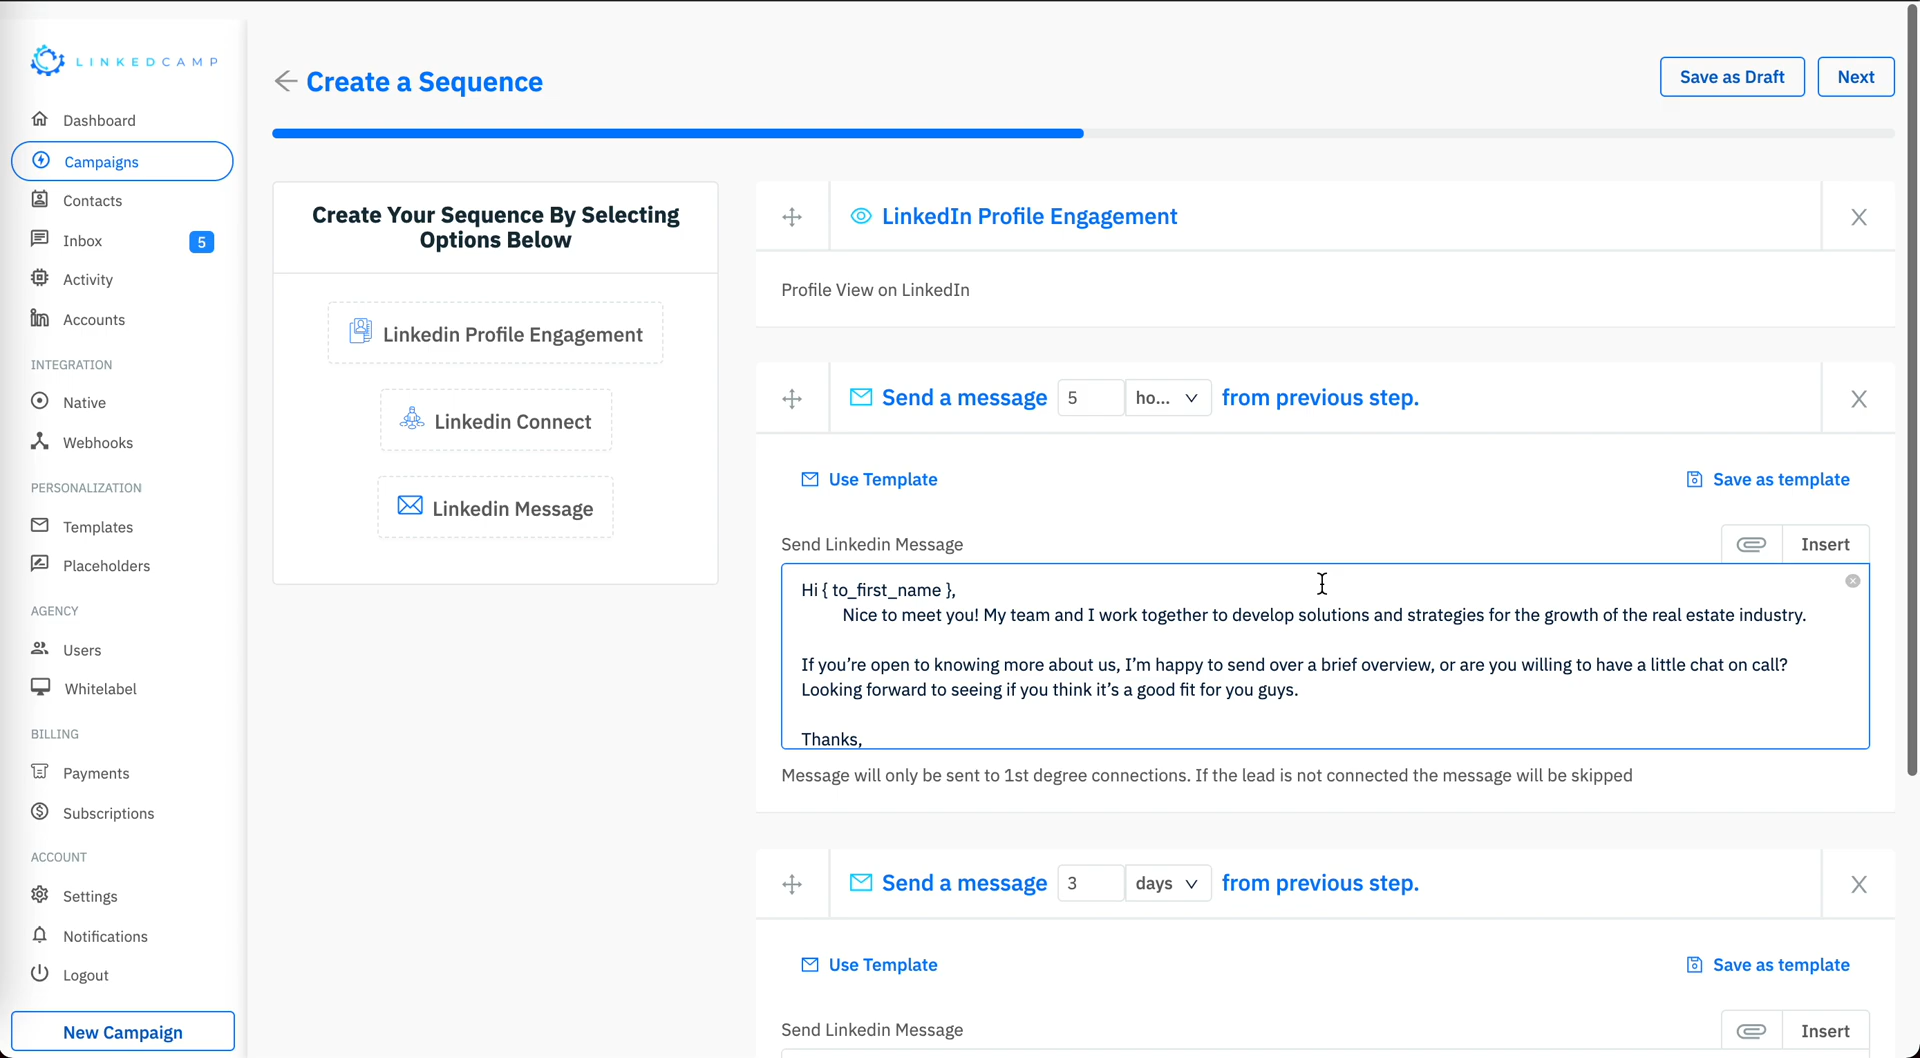 LINKEDCAMP
Dashboard
Campaigns
Contacts
Inbox
5
Activity
Accounts
INTEGRATION
Native
Webhooks
PERSONALIZATION
Templates
Placeholders
AGENCY
Users
Whitelabel
BILLING
Payments
Subscriptions
ACCOUNT
Settings
Notifications
Logout
New Campaign
Create a Sequence
Save as Draft
Next
Create Your Sequence By Selecting
Options Below
Linkedin Profile Engagement
Linkedin Connect
Linkedin Message
LinkedIn Profile Engagement
Profile View on LinkedIn
Send a message 5 ho... from previous step.
Use Template
Save as template
Send Linkedin Message
Insert
Hi { to_first_name },
Nice to meet you! My team and I work together to develop solutions and strategies for the growth of the real estate industry.
If you’re open to knowing more about us, I’m happy to send over a brief overview, or are you willing to have a little chat on call?
Looking forward to seeing if you think it’s a good fit for you guys.
Thanks,
Message will only be sent to 1st degree connections. If the lead is not connected the message will be skipped
Send a message 3 days from previous step.
Use Template
Save as template
Send Linkedin Message
Insert